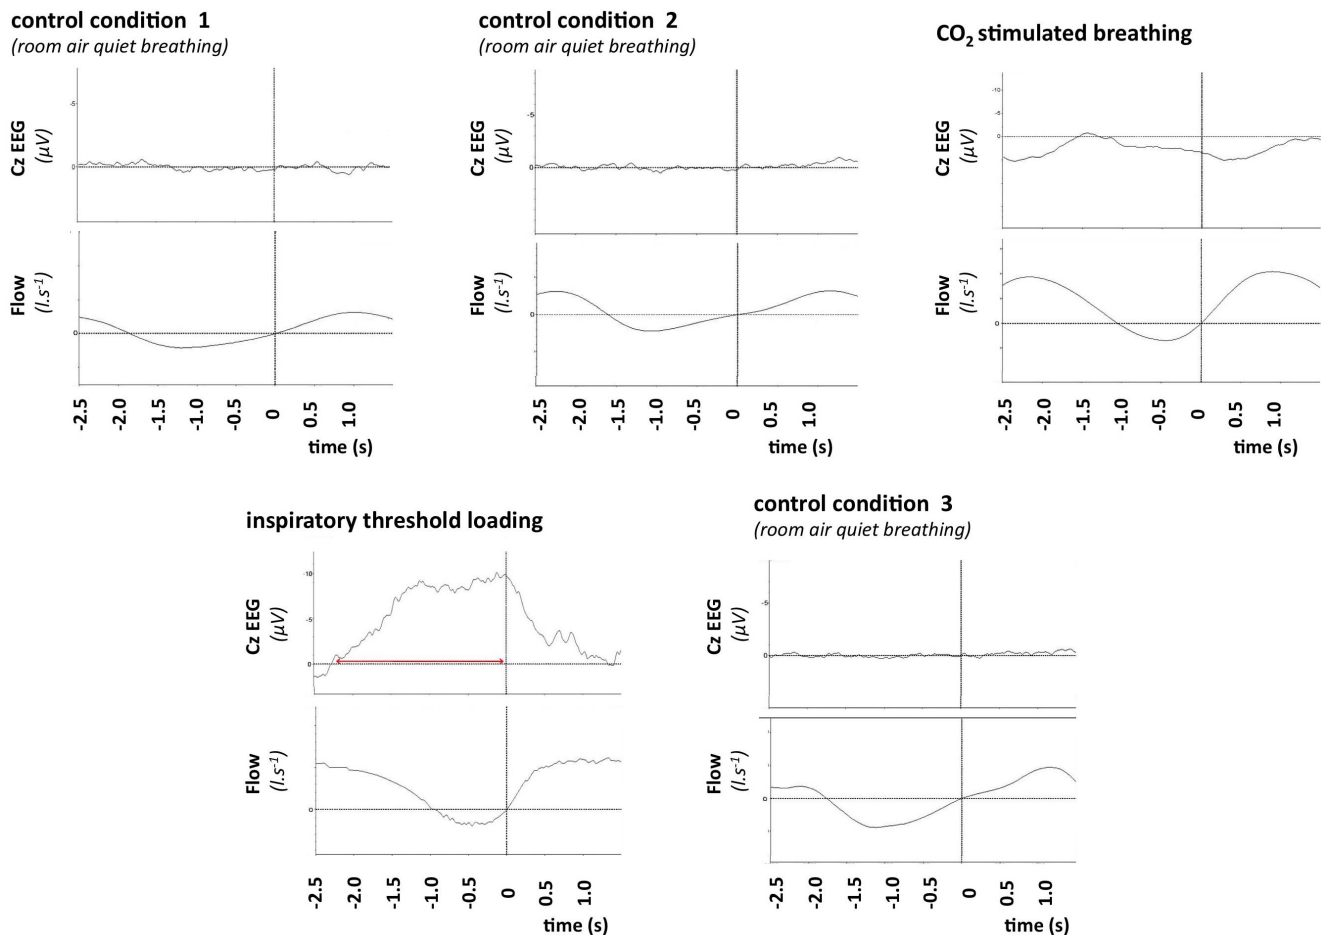 control condition 1
(room air quiet breathing)
Cz EEG
(μV)
-5
0
Flow
(l.s-1)
0
-2.5
-2.0
-1.5
-1.0
-0.5
0
0.5
1.0
time (s)
control condition 2
(room air quiet breathing)
Cz EEG
(μV)
-5
0
Flow
(l.s-1)
0
-2.5
-2.0
-1.5
-1.0
-0.5
0
0.5
1.0
time (s)
CO2 stimulated breathing
Cz EEG
(μV)
-10
-5
0
Flow
(l.s-1)
0
-2.5
-2.0
-1.5
-1.0
-0.5
0
0.5
1.0
time (s)
inspiratory threshold loading
Cz EEG
(μV)
-10
-5
0
Flow
(l.s-1)
0
-2.5
-2.0
-1.5
-1.0
-0.5
0
0.5
1.0
time (s)
control condition 3
(room air quiet breathing)
Cz EEG
(μV)
-5
0
Flow
(l.s-1)
0
-2.5
-2.0
-1.5
-1.0
-0.5
0
0.5
1.0
time (s)